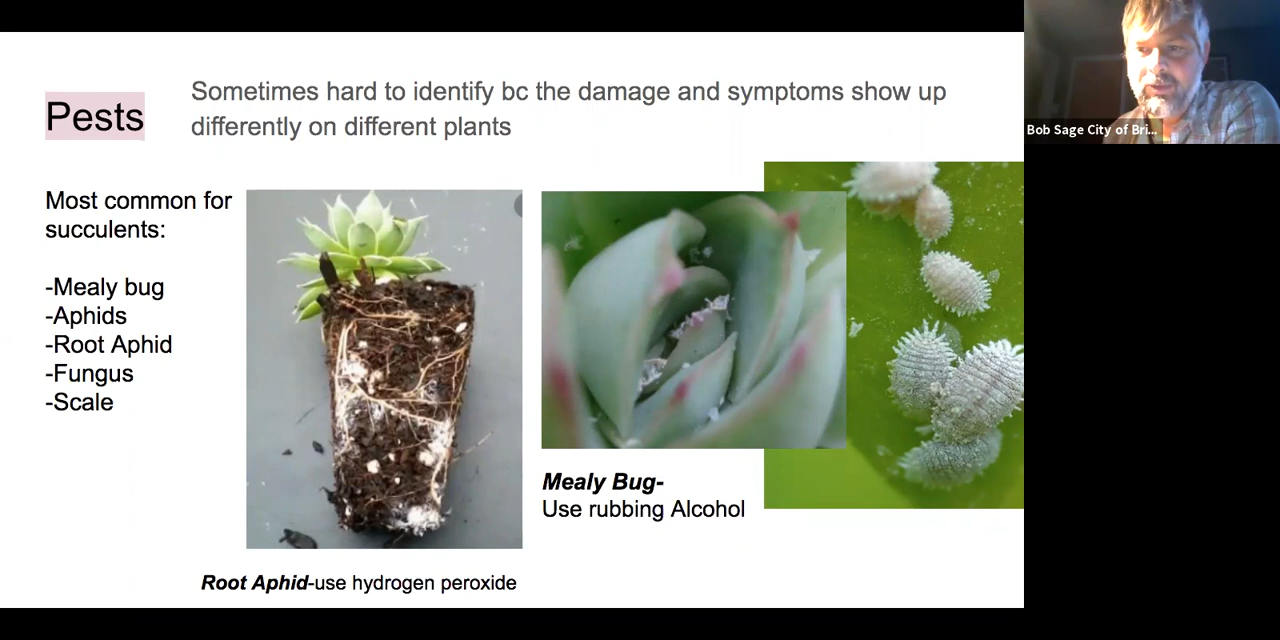 Pests
Sometimes hard to identify bc the damage and symptoms show up
differently on different plants
Most common for
succulents:
-Mealy bug
-Aphids
-Root Aphid
-Fungus
-Scale
Mealy Bug-
Use rubbing Alcohol
Root Aphid-use hydrogen peroxide
Bob Sage City of Bri...